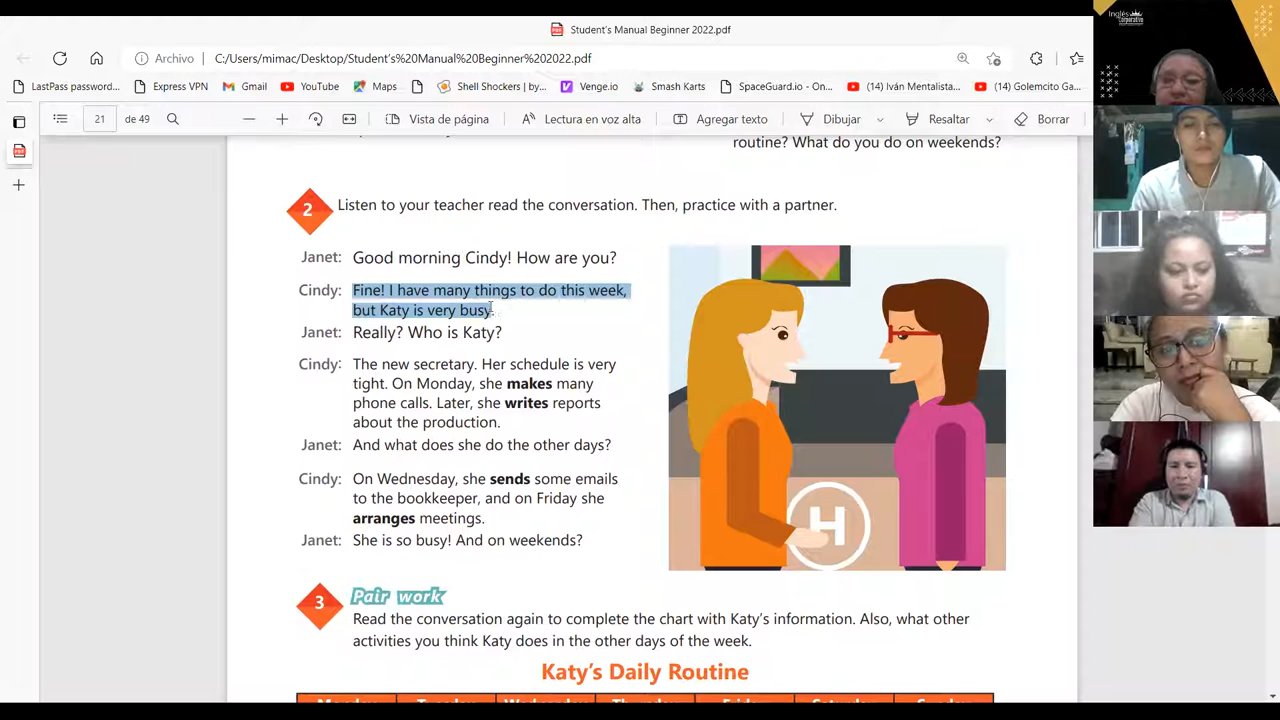 Student's Manual Beginner 2022.pdf
Archivo
C:/Users/mimac/Desktop/Student's%20Manual%20Beginner%202022.pdf
LastPass password...
Express VPN
Gmail
YouTube
Maps
Shell Shockers | by...
Venge.io
Smash Karts
SpaceGuard.io - On...
(14) Iván Mentalista...
(14) Golemcito Ga...
21
de 49
Vista de página
Lectura en voz alta
Agregar texto
Dibujar
Resaltar
Borrar
routine? What do you do on weekends?
2
Listen to your teacher read the conversation. Then, practice with a partner.
Janet: Good morning Cindy! How are you?
Cindy: Fine! I have many things to do this week,
but Katy is very busy.
Janet: Really? Who is Katy?
Cindy: The new secretary. Her schedule is very
tight. On Monday, she makes many
phone calls. Later, she writes reports
about the production.
Janet: And what does she do the other days?
Cindy: On Wednesday, she sends some emails
to the bookkeeper, and on Friday she
arranges meetings.
Janet: She is so busy! And on weekends?
H
3
Pair work
Read the conversation again to complete the chart with Katy's information. Also, what other
activities you think Katy does in the other days of the week.
Katy's Daily Routine
Monday Tuesday Wednesday Thursday Friday Saturday Sunday
Inglés
Corporativo